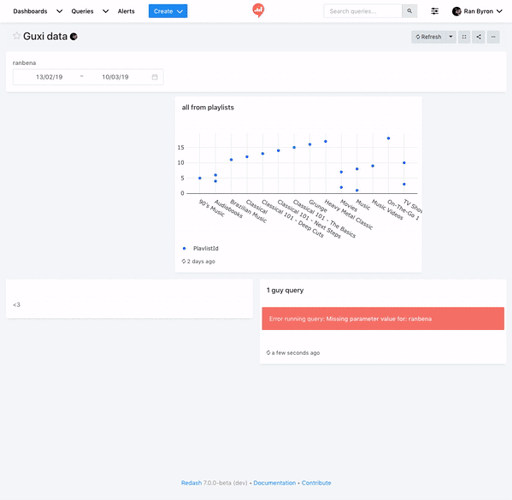 Dashboards Queries Alerts Create Search queries... Ran Byron
Guxi data Refresh
ranbena
13/02/19 ~ 10/03/19
all from playlists
15
10
5
0
90's Music
Audiobooks
Brazilian Music
Classical
Classical 101 - Deep Cuts
Classical 101 - Next Steps
Classical 101 - The Basics
Grunge
Heavy Metal Classic
Movies
Music
Music Videos
On-The-Go 1
TV Shou
PlaylistId
2 days ago
<3
1 guy query
Error running query: Missing parameter value for: ranbena
a few seconds ago
Redash 7.0.0-beta (dev) • Documentation • Contribute